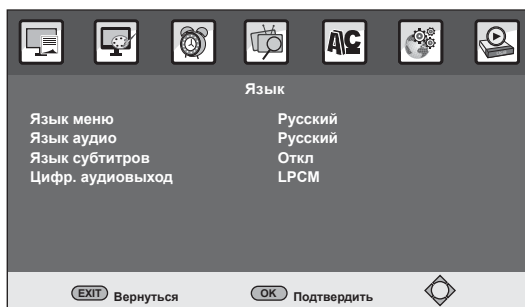 Язык
Язык меню Русский
Язык аудио Русский
Язык субтитров Откл
Цифр. аудиовыход LPCM
EXIT Вернуться OK Подтвердить